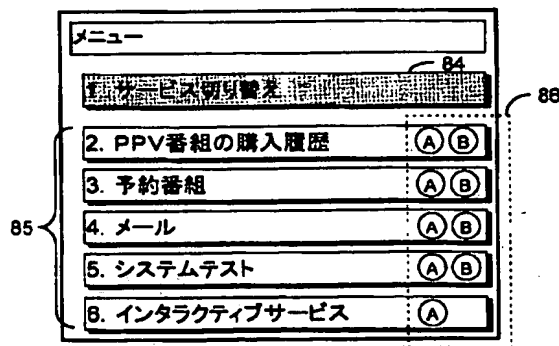 メニュー
84
1. サービス切り替え
88
2. PPV番組の購入履歴 A B
3. 予約番組 A B
85
4. メール A B
5. システムテスト A B
6. インタラクティブサービス A